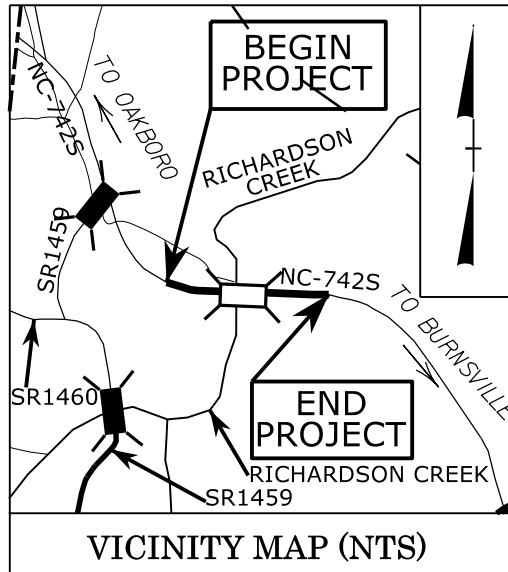 BEGIN
PROJECT
NC-742S
TO OAKBORO
RICHARDSON
CREEK
SR1459
NC-742S
TO BURNSVILLE
SR1460
END
PROJECT
RICHARDSON CREEK
SR1459
VICINITY MAP (NTS)